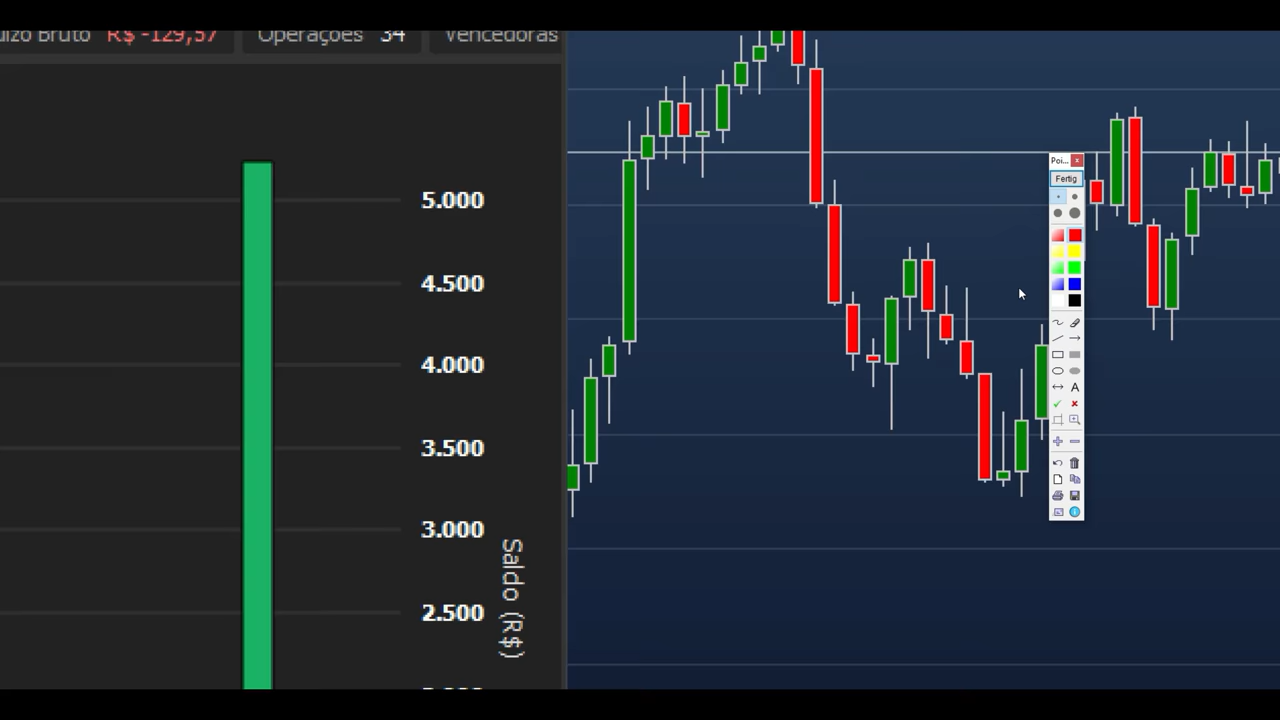 uízo Bruto R$ -129,57 Operações 34 Vencedoras
5.000
4.500
4.000
3.500
3.000
2.500
Saldo (R$)
Poi...
Fertig
A